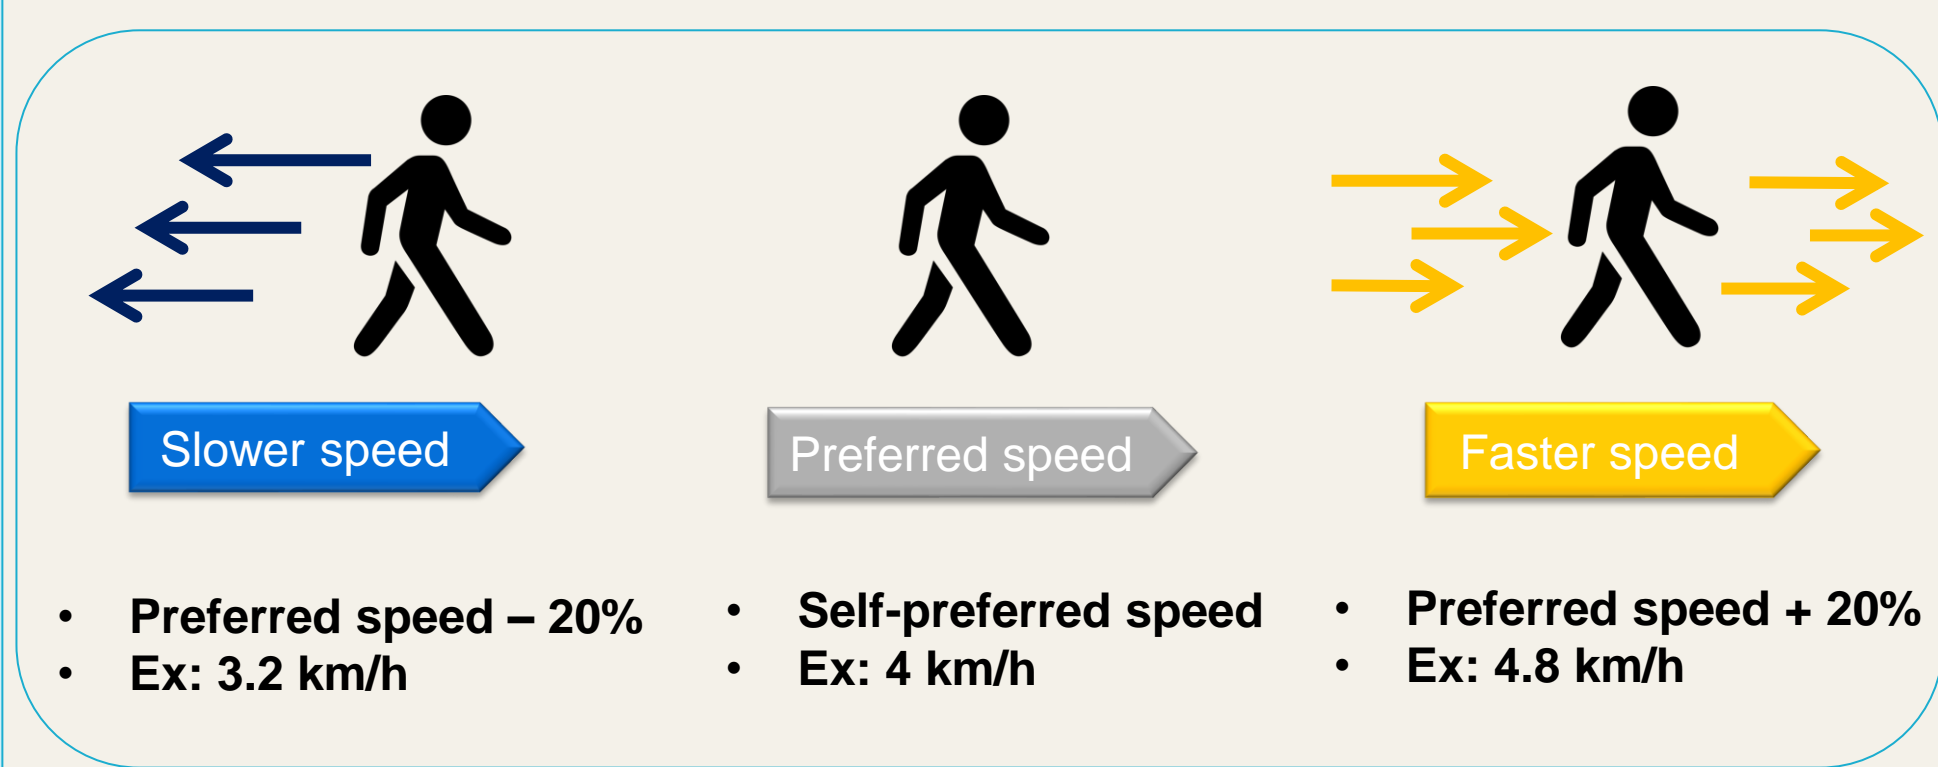 Slower speed
• Preferred speed – 20%
• Ex: 3.2 km/h
Preferred speed
• Self-preferred speed
• Ex: 4 km/h
Faster speed
• Preferred speed + 20%
• Ex: 4.8 km/h